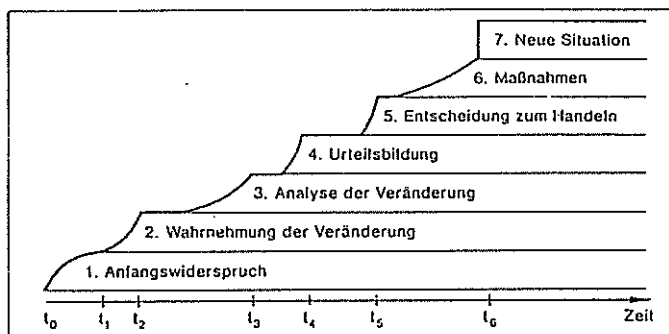 7. Neue Situation
6. Maßnahmen
5. Entscheidung zum Handeln
4. Urteilsbildung
3. Analyse der Veränderung
2. Wahrnehmung der Veränderung
1. Anfangswiderspruch
t₀ t₁ t₂ t₃ t₄ t₅ t₆ Zeit